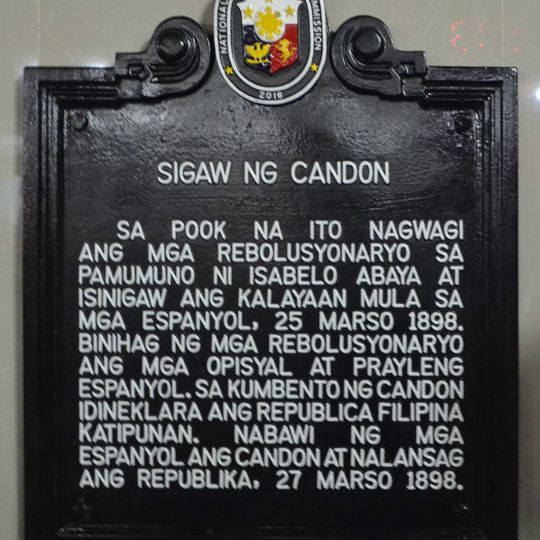 NATIONAL
COMMISSION
2016
SIGAW NG CANDON
SA POOK NA ITO NAGWAGI
ANG MGA REBOLUSYONARYO SA
PAMUMUNO NI ISABELO ABAYA AT
ISINIGAW ANG KALAYAAN MULA SA
MGA ESPANYOL, 25 MARSO 1898.
BINIHAG NG MGA REBOLUSYONARYO
ANG MGA OPISYAL AT PRAYLENG
ESPANYOL. SA KUMBENTO NG CANDON
IDINEKLARA ANG REPUBLICA FILIPINA
KATIPUNAN. NABAWI NG MGA
ESPANYOL ANG CANDON AT NALANSAG
ANG REPUBLIKA, 27 MARSO 1898.